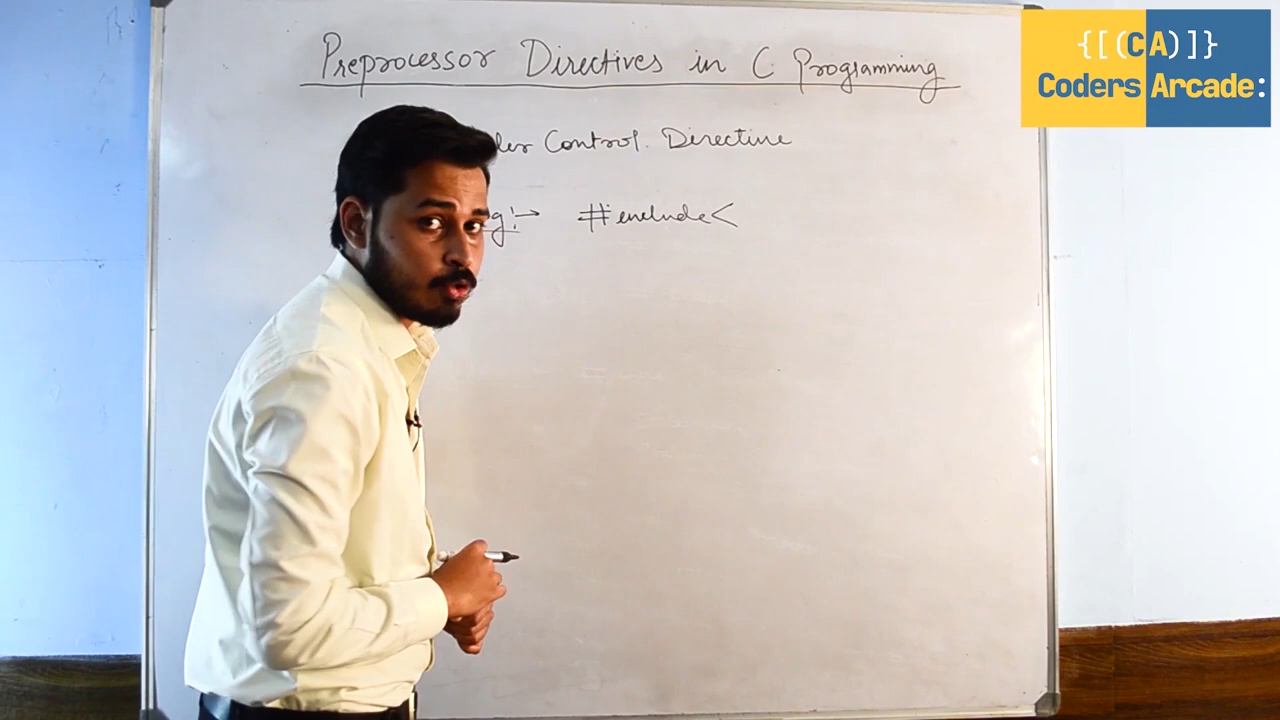 {[(CA)]}
Coders Arcade:
Preprocessor Directives in C Programming
Control. Directive
g:→ #include<